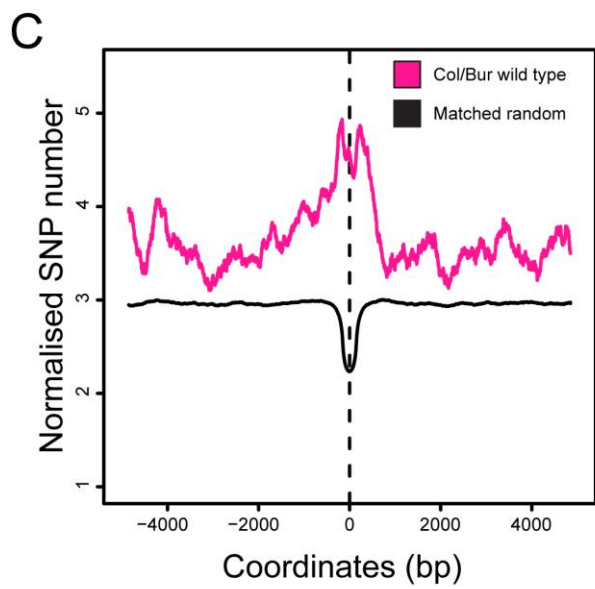 C
Col/Bur wild type
Matched random
Normalised SNP number
5
4
3
2
1
−4000
−2000
0
2000
4000
Coordinates (bp)